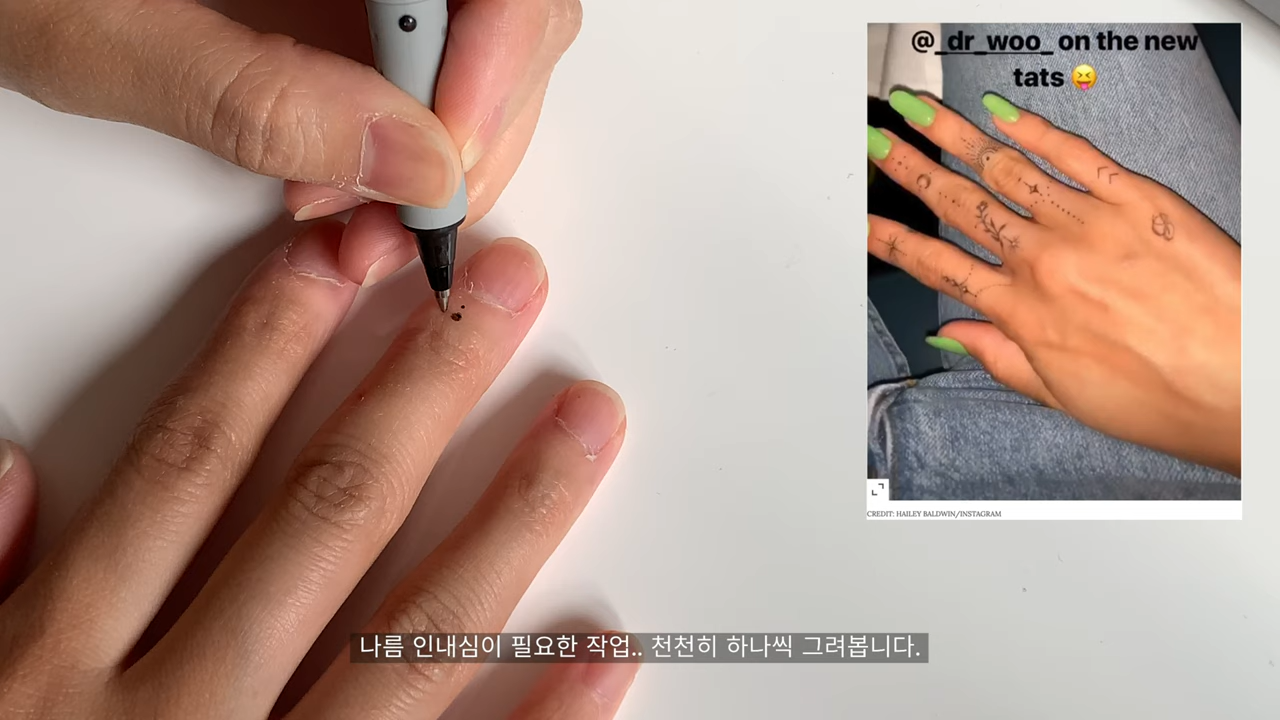 @_dr_woo_ on the new
tats 😝
CREDIT: HAILEY BALDWIN/INSTAGRAM
나름 인내심이 필요한 작업.. 천천히 하나씩 그려봅니다.